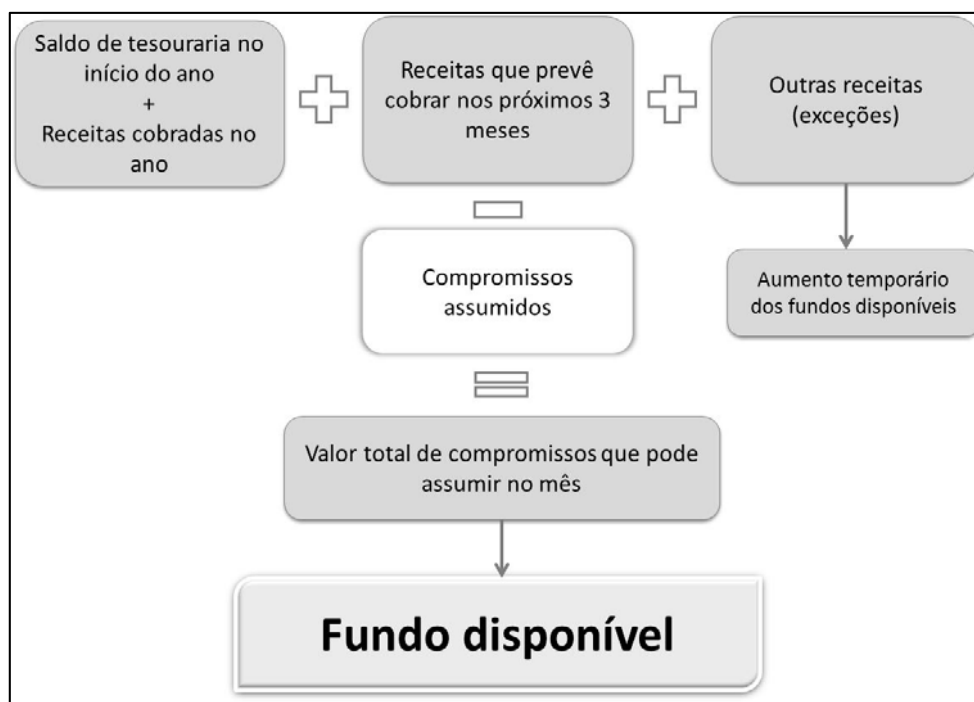 Saldo de tesouraria no
início do ano
+
Receitas cobradas no
ano
Receitas que prevê
cobrar nos próximos 3
meses
Outras receitas
(exceções)
Compromissos
assumidos
Aumento temporário
dos fundos disponíveis
Valor total de compromissos que pode
assumir no mês
Fundo disponível